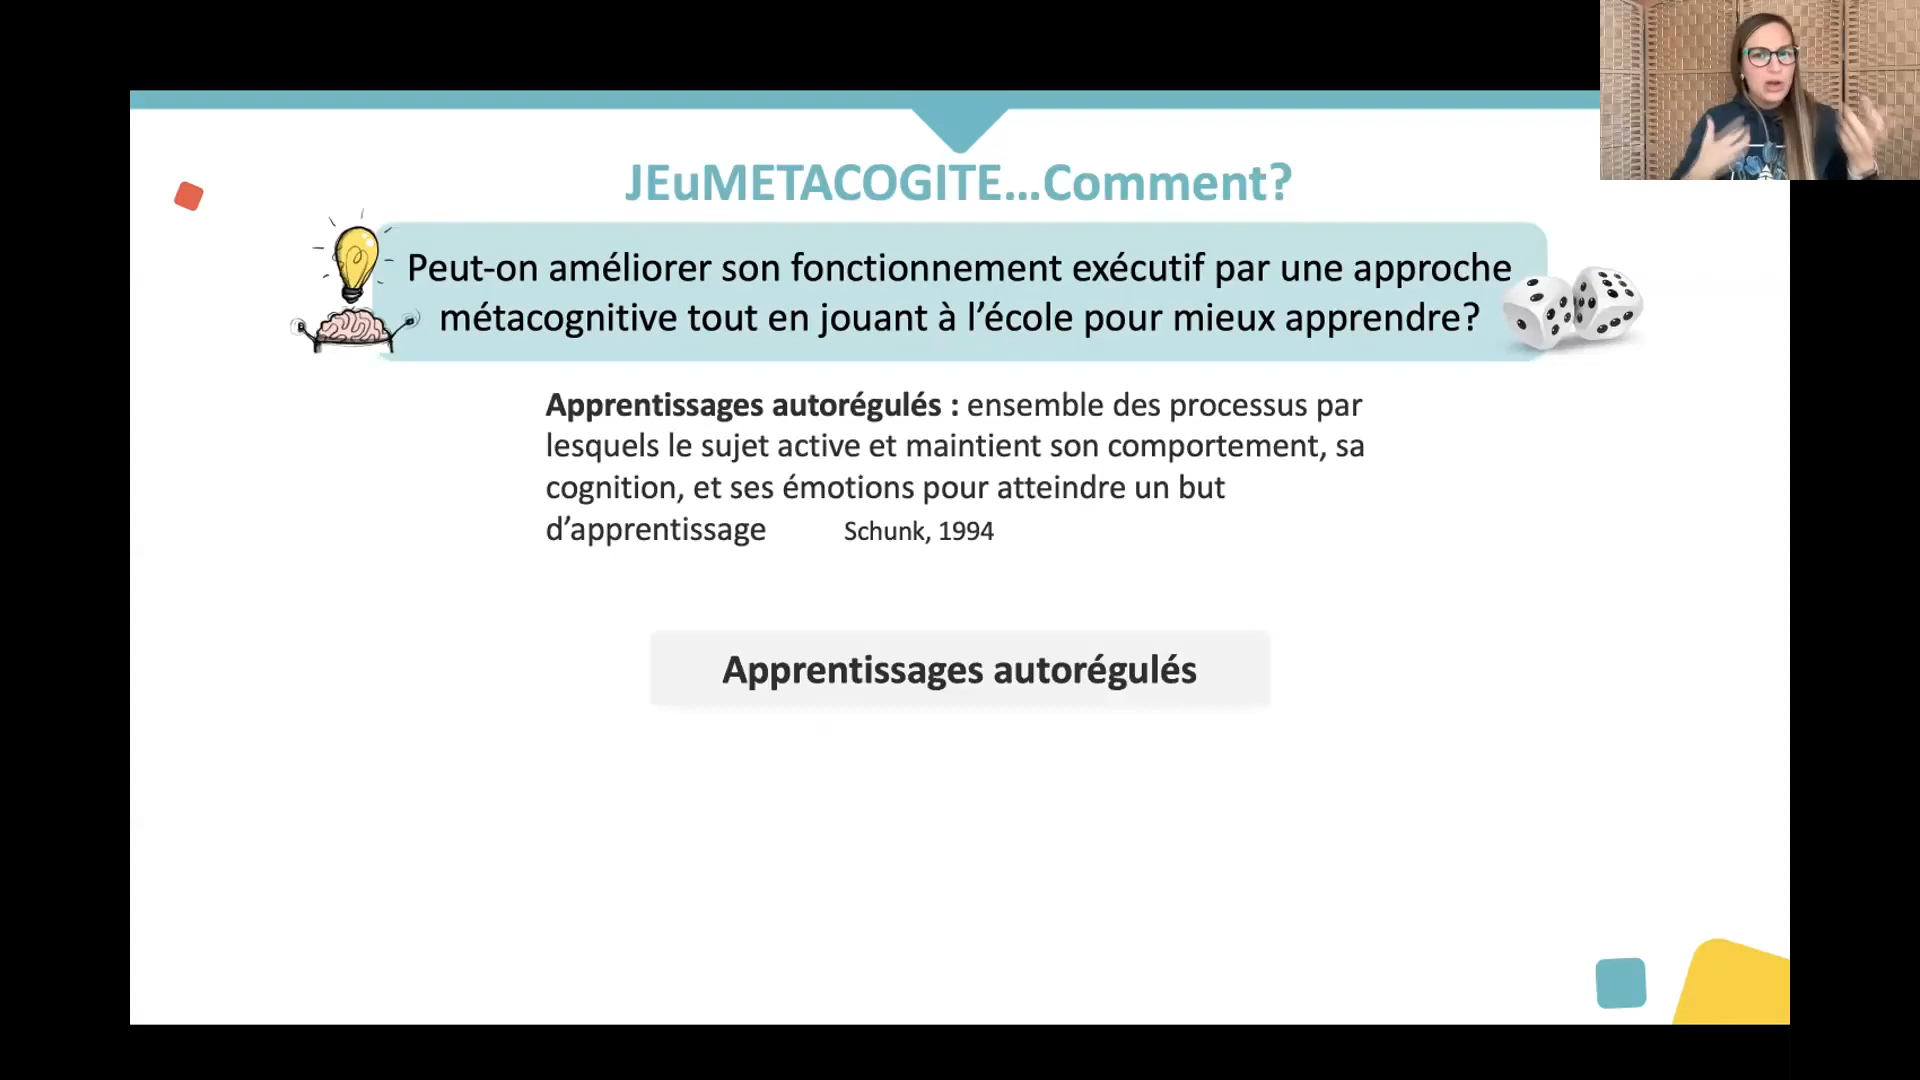 JEuMETACOGITE...Comment?
Peut-on améliorer son fonctionnement exécutif par une approche
métacognitive tout en jouant à l’école pour mieux apprendre?
Apprentissages autorégulés : ensemble des processus par
lesquels le sujet active et maintient son comportement, sa
cognition, et ses émotions pour atteindre un but
d’apprentissage Schunk, 1994
Apprentissages autorégulés